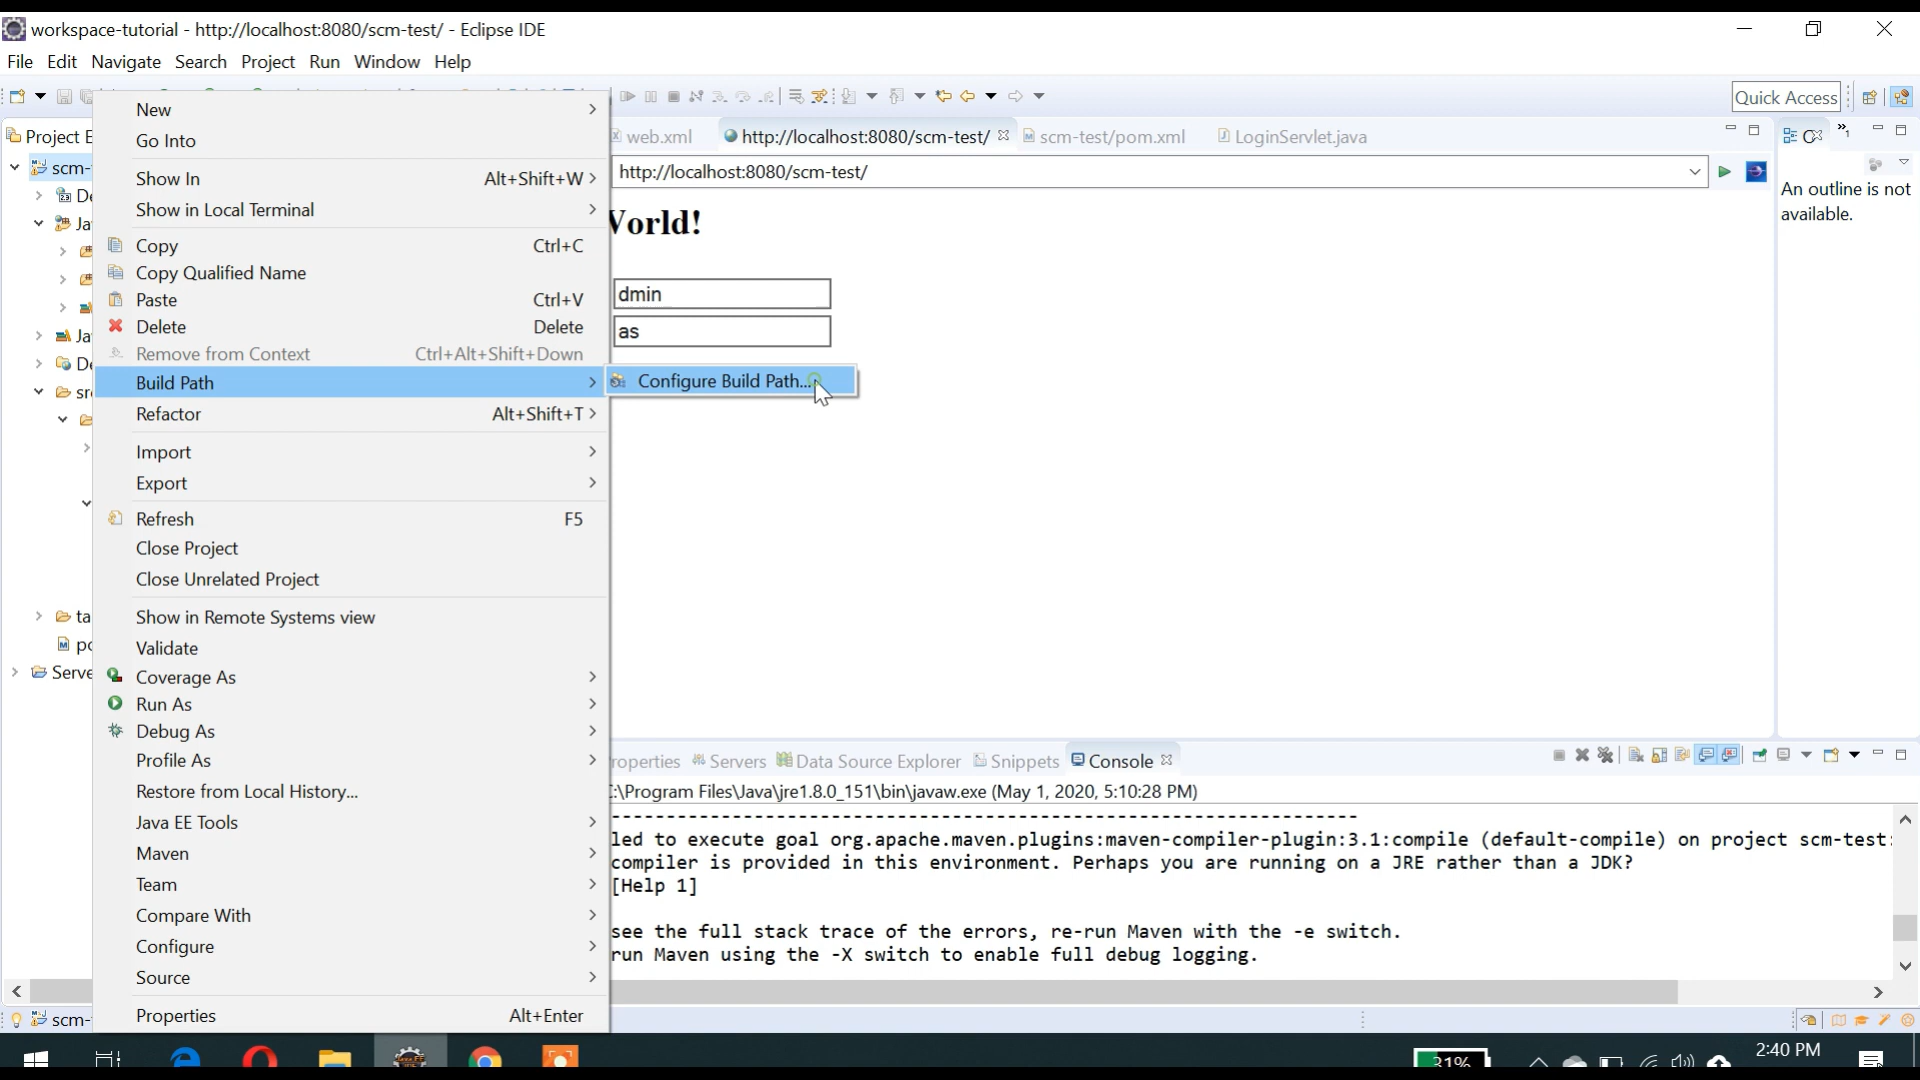 workspace-tutorial - http://localhost:8080/scm-test/ - Eclipse IDE
File Edit Navigate Search Project Run Window Help
Quick Access
Project E
web.xml http://localhost:8080/scm-test/ scm-test/pom.xml LoginServlet.java
http://localhost:8080/scm-test/
An outline is not
available.
scm-
De
Ja
Ja
De
sr
ta
po
Serve
New
Go Into
Show In Alt+Shift+W
Show in Local Terminal
Copy Ctrl+C
Copy Qualified Name
Paste Ctrl+V
Delete Delete
Remove from Context Ctrl+Alt+Shift+Down
Build Path
Refactor Alt+Shift+T
Import
Export
Refresh F5
Close Project
Close Unrelated Project
Show in Remote Systems view
Validate
Coverage As
Run As
Debug As
Profile As
Restore from Local History...
Java EE Tools
Maven
Team
Compare With
Configure
Source
Properties Alt+Enter
Configure Build Path...
World!
dmin
as
roperties Servers Data Source Explorer Snippets Console
:\Program Files\Java\jre1.8.0_151\bin\javaw.exe (May 1, 2020, 5:10:28 PM)
------------------------------------------------------------------
led to execute goal org.apache.maven.plugins:maven-compiler-plugin:3.1:compile (default-compile) on project scm-test:
compiler is provided in this environment. Perhaps you are running on a JRE rather than a JDK?
[Help 1]
see the full stack trace of the errors, re-run Maven with the -e switch.
run Maven using the -X switch to enable full debug logging.
scm-
31%
2:40 PM